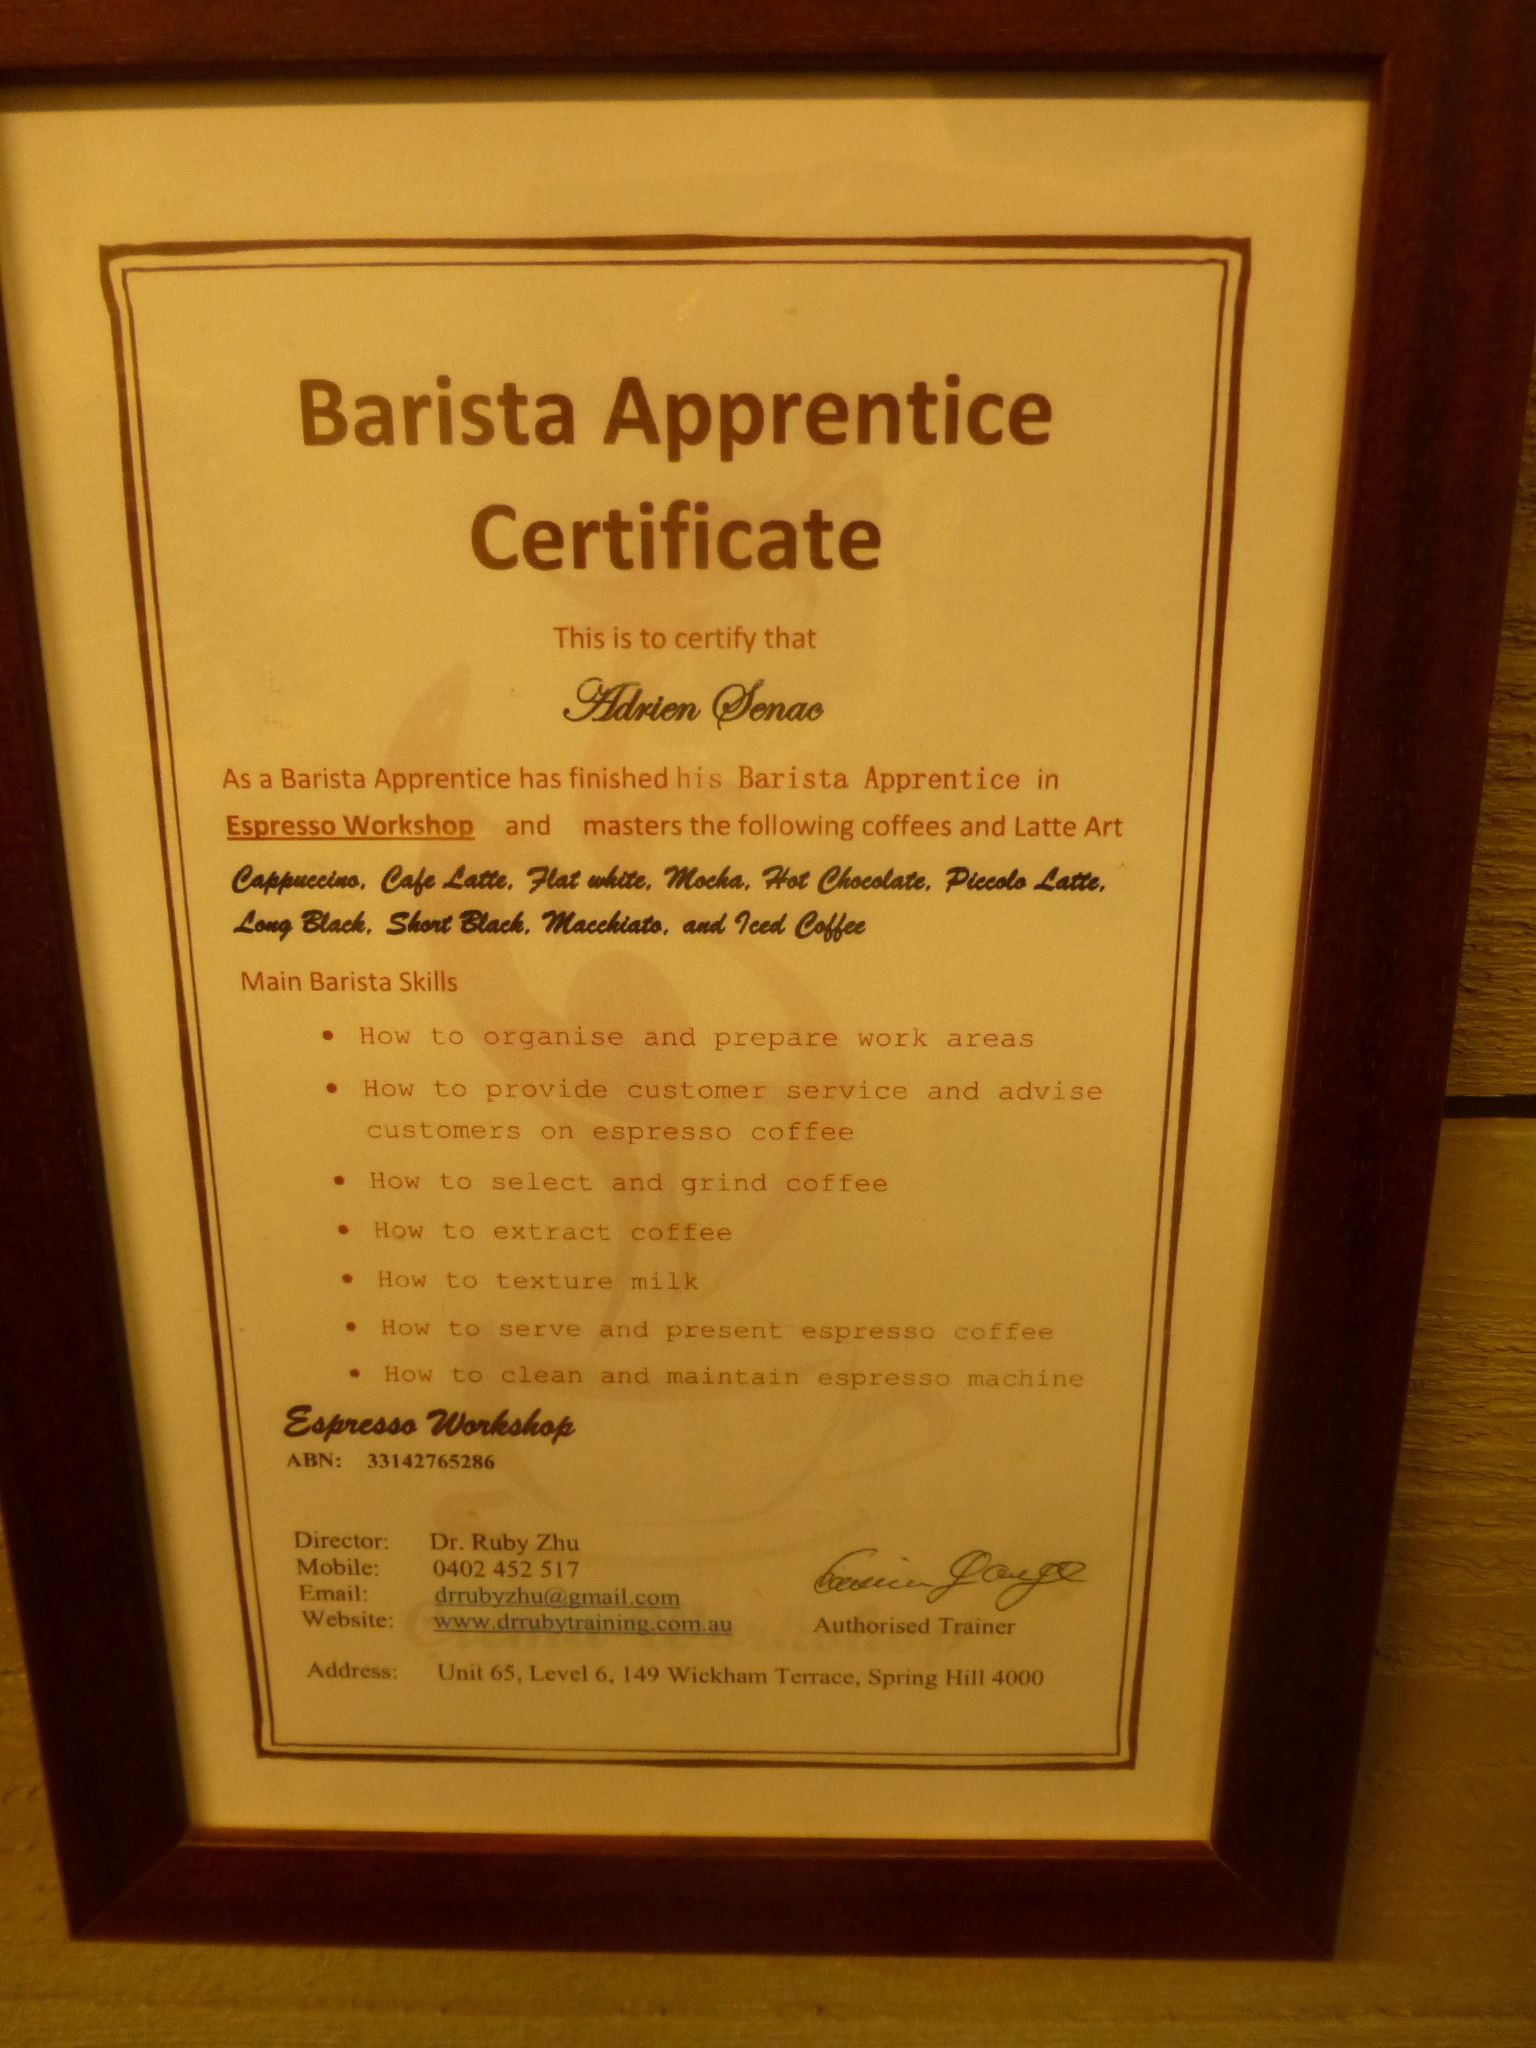 Barista Apprentice
Certificate
This is to certify that
Adrien Senac
As a Barista Apprentice has finished his Barista Apprentice in
Espresso Workshop and masters the following coffees and Latte Art
Cappuccino, Cafe Latte, Flat white, Mocha, Hot Chocolate, Piccolo Latte,
Long Black, Short Black, Macchiato, and Iced Coffee
Main Barista Skills
• How to organise and prepare work areas
• How to provide customer service and advise
customers on espresso coffee
• How to select and grind coffee
• How to extract coffee
• How to texture milk
• How to serve and present espresso coffee
• How to clean and maintain espresso machine
Espresso Workshop
ABN: 33142765286
Director: Dr. Ruby Zhu
Mobile: 0402 452 517
Email: drrubyzhu@gmail.com
Website: www.drrubytraining.com.au
Authorised Trainer
Address: Unit 65, Level 6, 149 Wickham Terrace, Spring Hill 4000